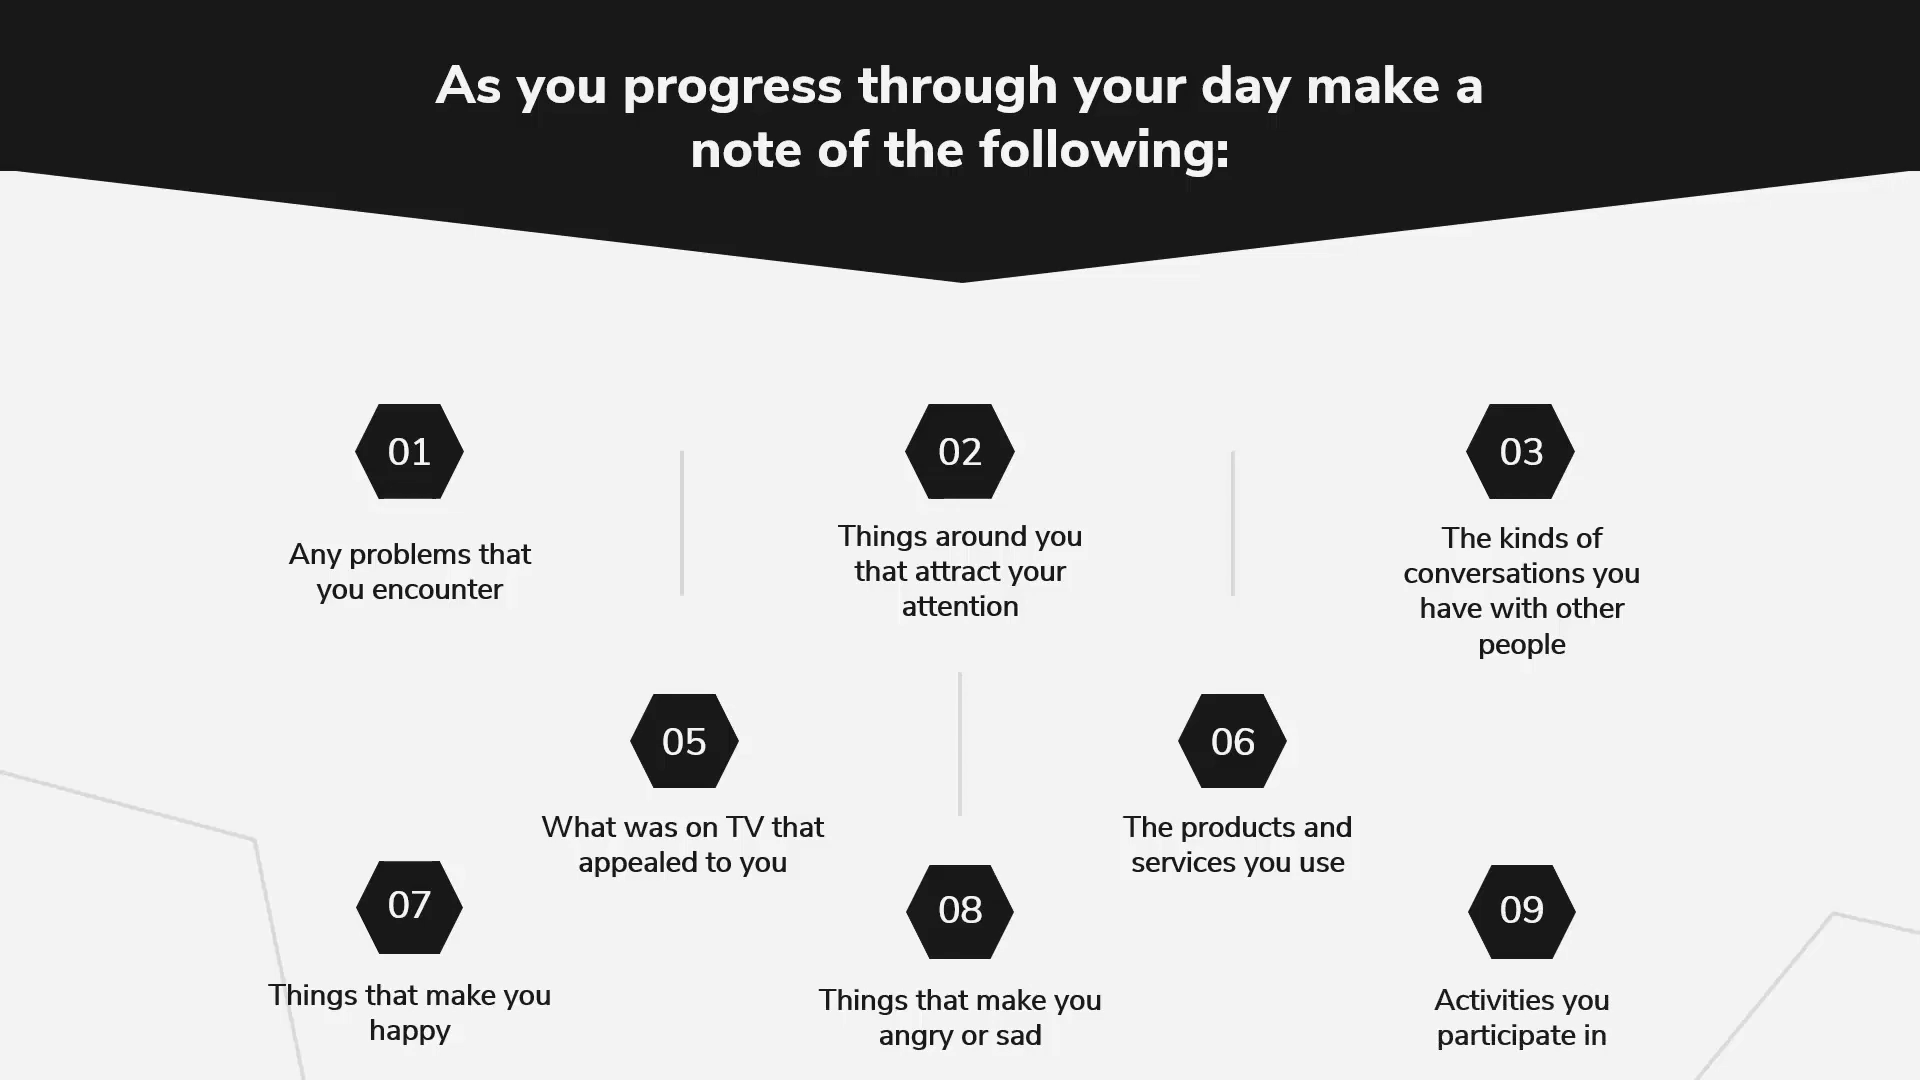 As you progress through your day make a
note of the following:
01
Any problems that
you encounter
02
Things around you
that attract your
attention
03
The kinds of
conversations you
have with other
people
05
What was on TV that
appealed to you
06
The products and
services you use
07
Things that make you
happy
08
Things that make you
angry or sad
09
Activities you
participate in